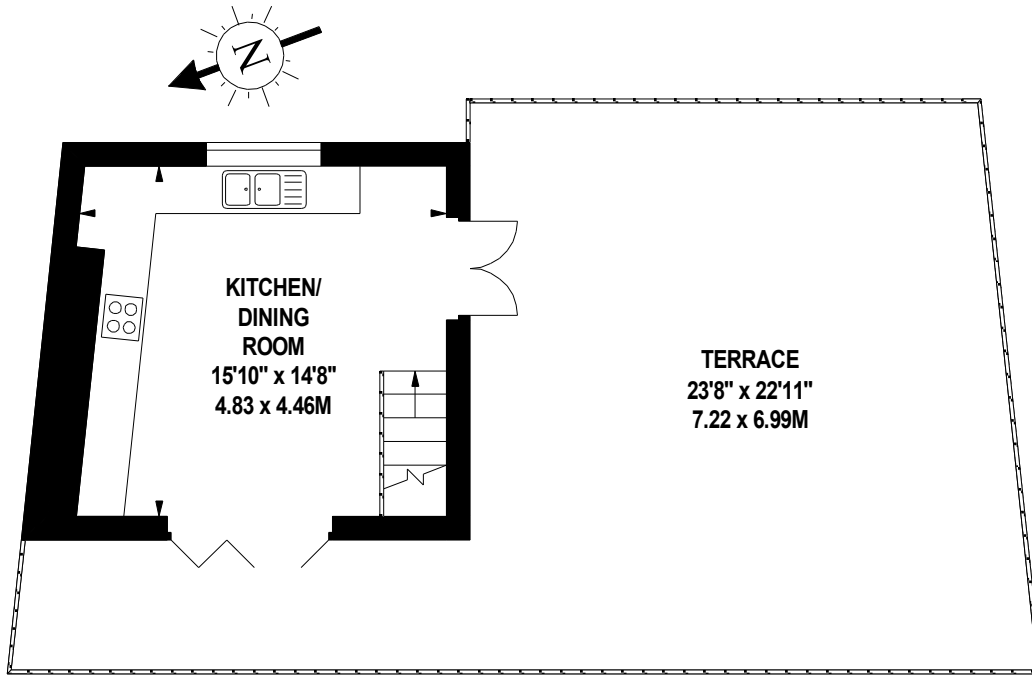 N
KITCHEN/
DINING
ROOM
15'10" x 14'8"
4.83 x 4.46M
TERRACE
23'8" x 22'11"
7.22 x 6.99M